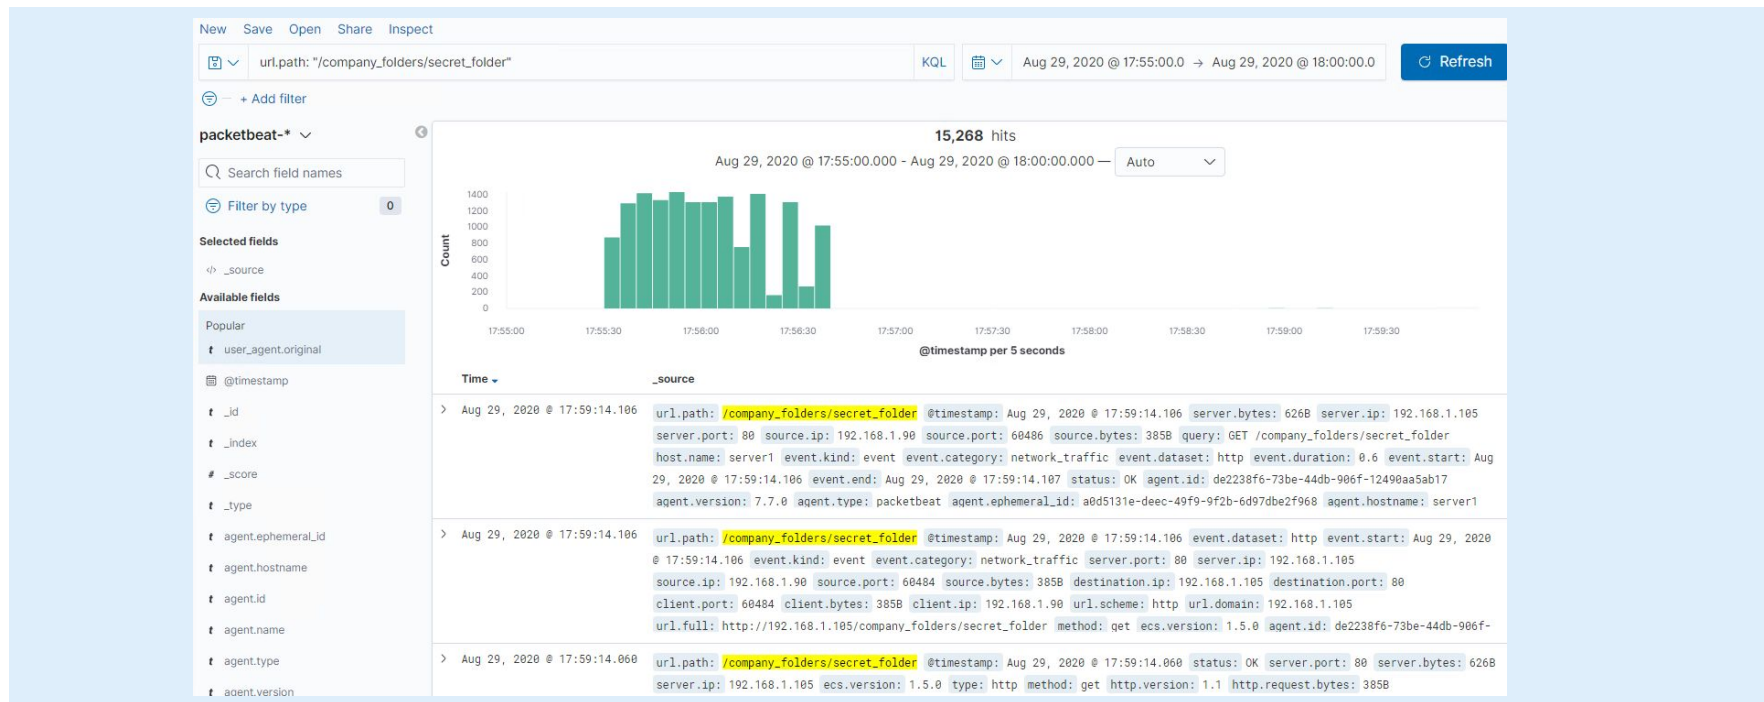 New Save Open Share Inspect
url.path: "/company_folders/secret_folder" KQL Aug 29, 2020 @ 17:55:00.0 → Aug 29, 2020 @ 18:00:00.0 Refresh
+ Add filter
packetbeat-*
15,268 hits
Aug 29, 2020 @ 17:55:00.000 - Aug 29, 2020 @ 18:00:00.000 — Auto
Search field names
Filter by type 0
Selected fields
</> _source
Available fields
Popular
t user_agent.original
@timestamp
t _id
t _index
# _score
t _type
t agent.ephemeral_id
t agent.hostname
t agent.id
t agent.name
t agent.type
t agent.version
Count
1400
1200
1000
800
600
400
200
0
17:55:00 17:55:30 17:56:00 17:56:30 17:57:00 17:57:30 17:58:00 17:58:30 17:59:00 17:59:30
@timestamp per 5 seconds
Time _source
Aug 29, 2020 @ 17:59:14.106 url.path: /company_folders/secret_folder @timestamp: Aug 29, 2020 @ 17:59:14.106 server.bytes: 626B server.ip: 192.168.1.105
server.port: 80 source.ip: 192.168.1.90 source.port: 60486 source.bytes: 385B query: GET /company_folders/secret_folder
host.name: server1 event.kind: event event.category: network_traffic event.dataset: http event.duration: 0.6 event.start: Aug
29, 2020 @ 17:59:14.106 event.end: Aug 29, 2020 @ 17:59:14.107 status: OK agent.id: de2238f6-73be-44db-906f-12490aa5ab17
agent.version: 7.7.0 agent.type: packetbeat agent.ephemeral_id: a0d5131e-deec-49f9-9f2b-6d97dbe2f968 agent.hostname: server1
Aug 29, 2020 @ 17:59:14.106 url.path: /company_folders/secret_folder @timestamp: Aug 29, 2020 @ 17:59:14.106 event.dataset: http event.start: Aug 29, 2020
@ 17:59:14.106 event.kind: event event.category: network_traffic server.port: 80 server.ip: 192.168.1.105
source.ip: 192.168.1.90 source.port: 60484 source.bytes: 385B destination.ip: 192.168.1.105 destination.port: 80
client.port: 60484 client.bytes: 385B client.ip: 192.168.1.90 url.scheme: http url.domain: 192.168.1.105
url.full: http://192.168.1.105/company_folders/secret_folder method: get ecs.version: 1.5.0 agent.id: de2238f6-73be-44db-906f-
Aug 29, 2020 @ 17:59:14.060 url.path: /company_folders/secret_folder @timestamp: Aug 29, 2020 @ 17:59:14.060 status: OK server.port: 80 server.bytes: 626B
server.ip: 192.168.1.105 ecs.version: 1.5.0 type: http method: get http.version: 1.1 http.request.bytes: 385B